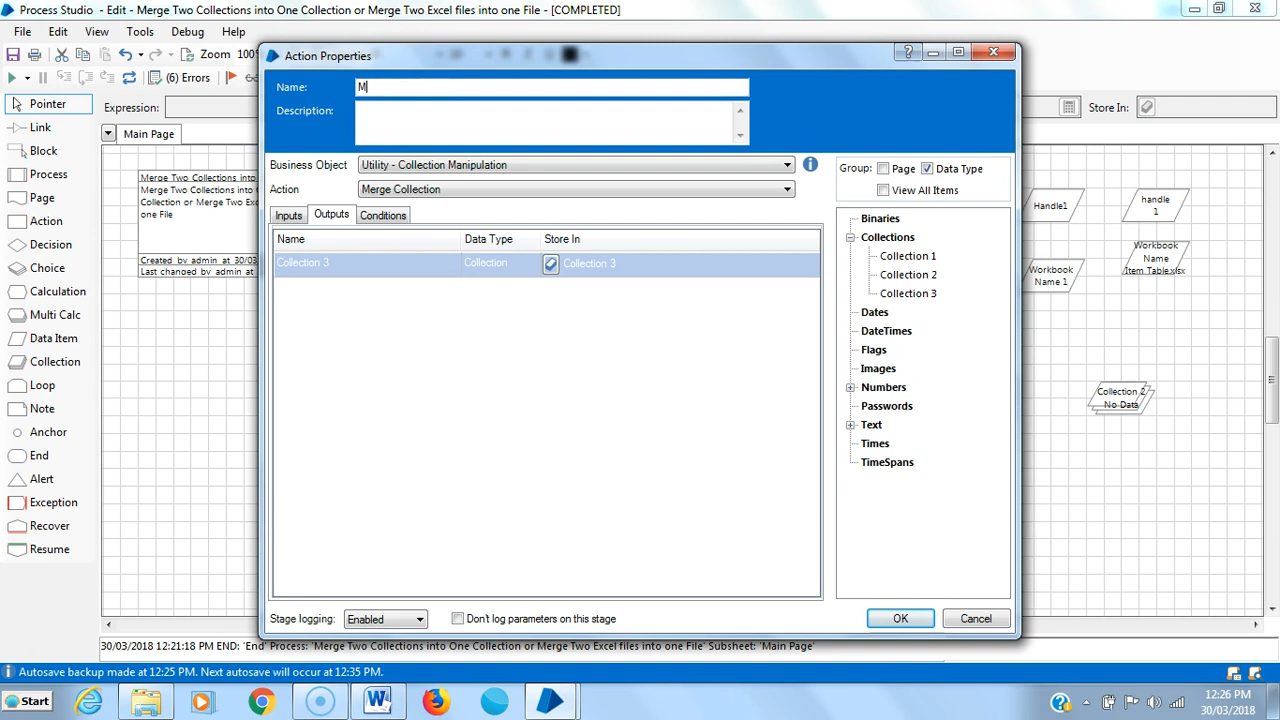 Process Studio - Edit - Merge Two Collections into One Collection or Merge Two Excel files into one File - [COMPLETED]
File Edit View Tools Debug Help
Zoom 100%
(6) Errors
Expression:
Store In:
Main Page
Pointer
Link
Block
Process
Page
Action
Decision
Choice
Calculation
Multi Calc
Data Item
Collection
Loop
Note
Anchor
End
Alert
Exception
Recover
Resume
Merge Two Collections into
Merge Two Collections into
Collection or Merge Two Exc
one File
Created by admin at 30/03
Last changed by admin at
Action Properties
Name: M
Description:
Business Object Utility - Collection Manipulation
Action Merge Collection
Inputs Outputs Conditions
Name Data Type Store In
Collection 3 Collection Collection 3
Group: Page Data Type
View All Items
Binaries
Collections
Collection 1
Collection 2
Collection 3
Dates
DateTimes
Flags
Images
Numbers
Passwords
Text
Times
TimeSpans
Stage logging: Enabled Don't log parameters on this stage
OK Cancel
Handle1
handle
1
Workbook
Name 1
Workbook
Name
Item Table.xlsx
Collection 2
No Data
30/03/2018 12:21:18 PM END: 'End' Process: 'Merge Two Collections into One Collection or Merge Two Excel files into one File' Subsheet: 'Main Page'
Autosave backup made at 12:25 PM. Next autosave will occur at 12:35 PM.
Start
12:26 PM
30/03/2018